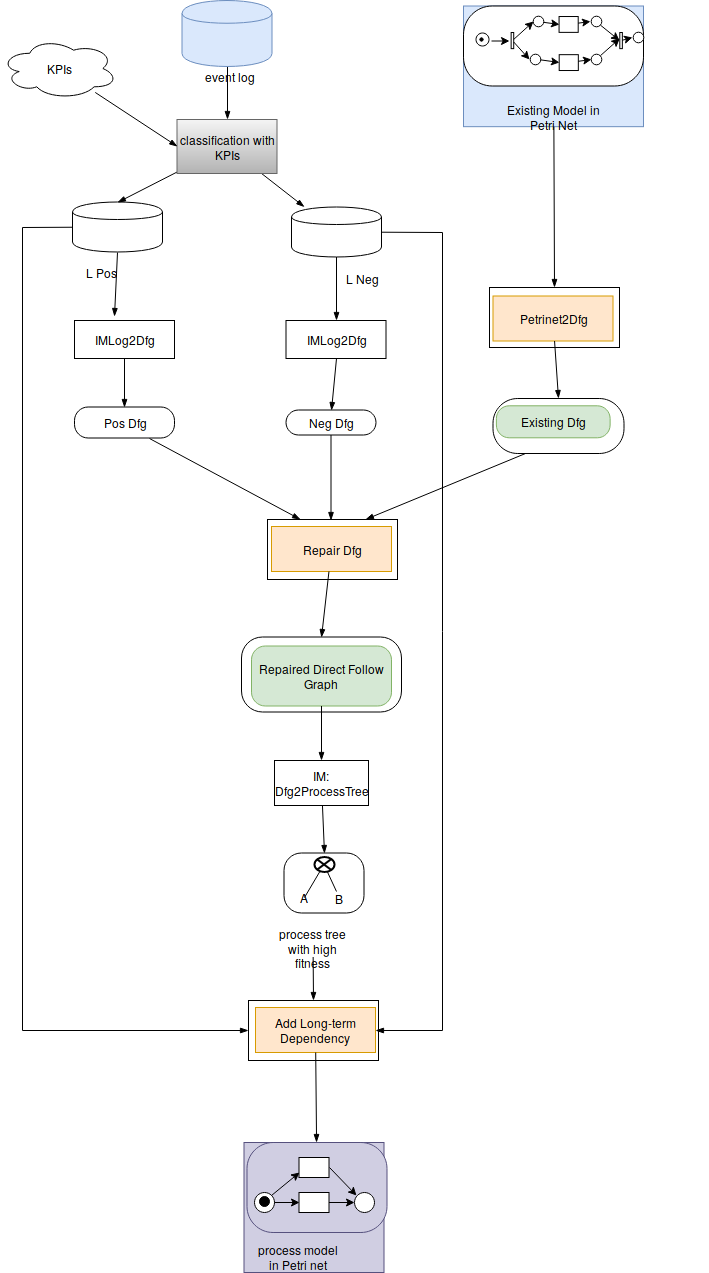 KPIs
event log
Existing Model in
Petri Net
classification with
KPIs
L Pos
L Neg
IMLog2Dfg
IMLog2Dfg
Petrinet2Dfg
Pos Dfg
Neg Dfg
Existing Dfg
Repair Dfg
Repaired Direct Follow
Graph
IM:
Dfg2ProcessTree
A
B
process tree
with high
fitness
Add Long-term
Dependency
process model
in Petri net